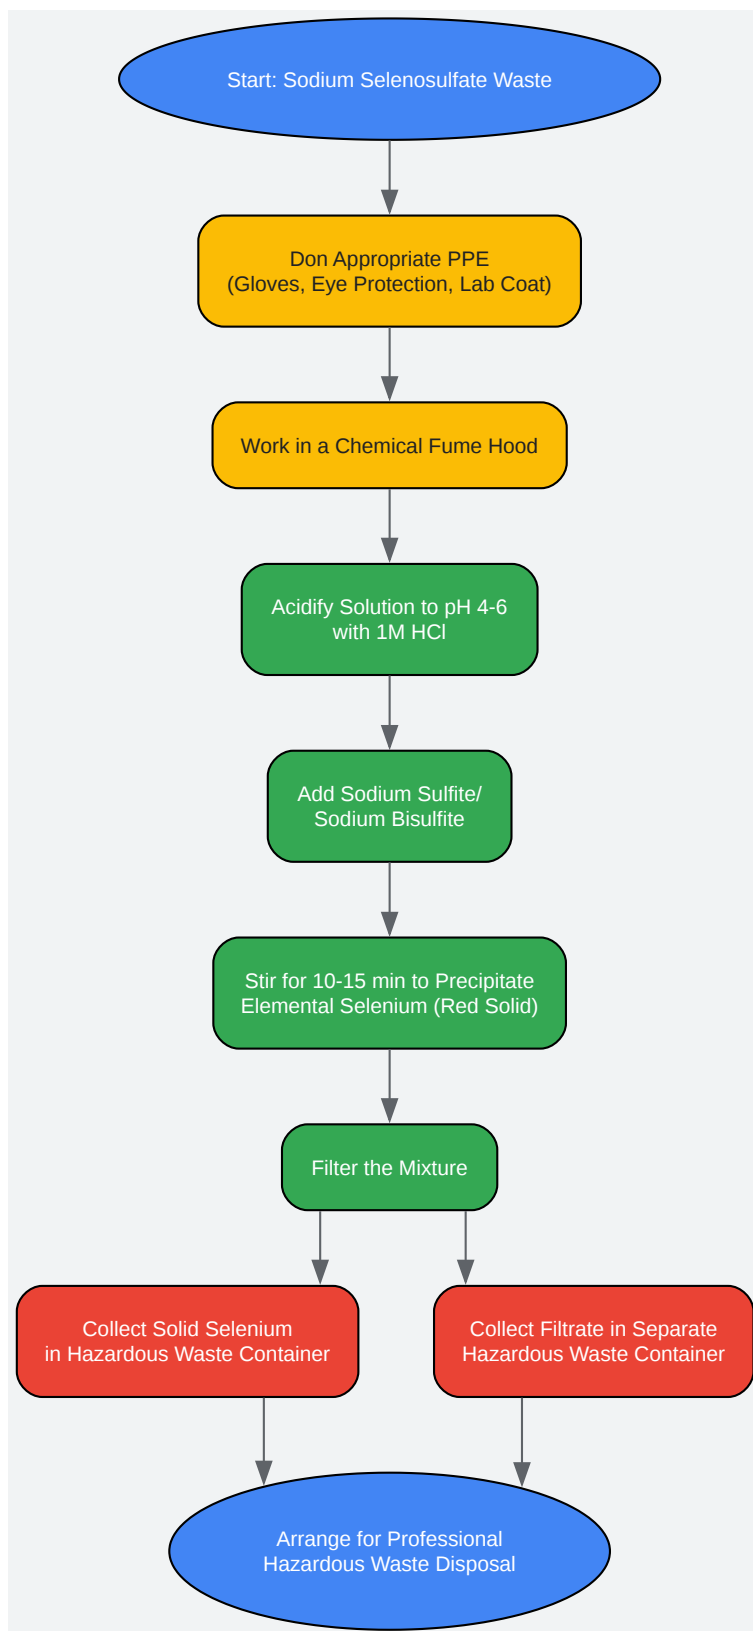 Start: Sodium Selenosulfate Waste
Don Appropriate PPE
(Gloves, Eye Protection, Lab Coat)
Work in a Chemical Fume Hood
Acidify Solution to pH 4-6
with 1M HCl
Add Sodium Sulfite/
Sodium Bisulfite
Stir for 10-15 min to Precipitate
Elemental Selenium (Red Solid)
Filter the Mixture
Collect Solid Selenium
in Hazardous Waste Container
Collect Filtrate in Separate
Hazardous Waste Container
Arrange for Professional
Hazardous Waste Disposal